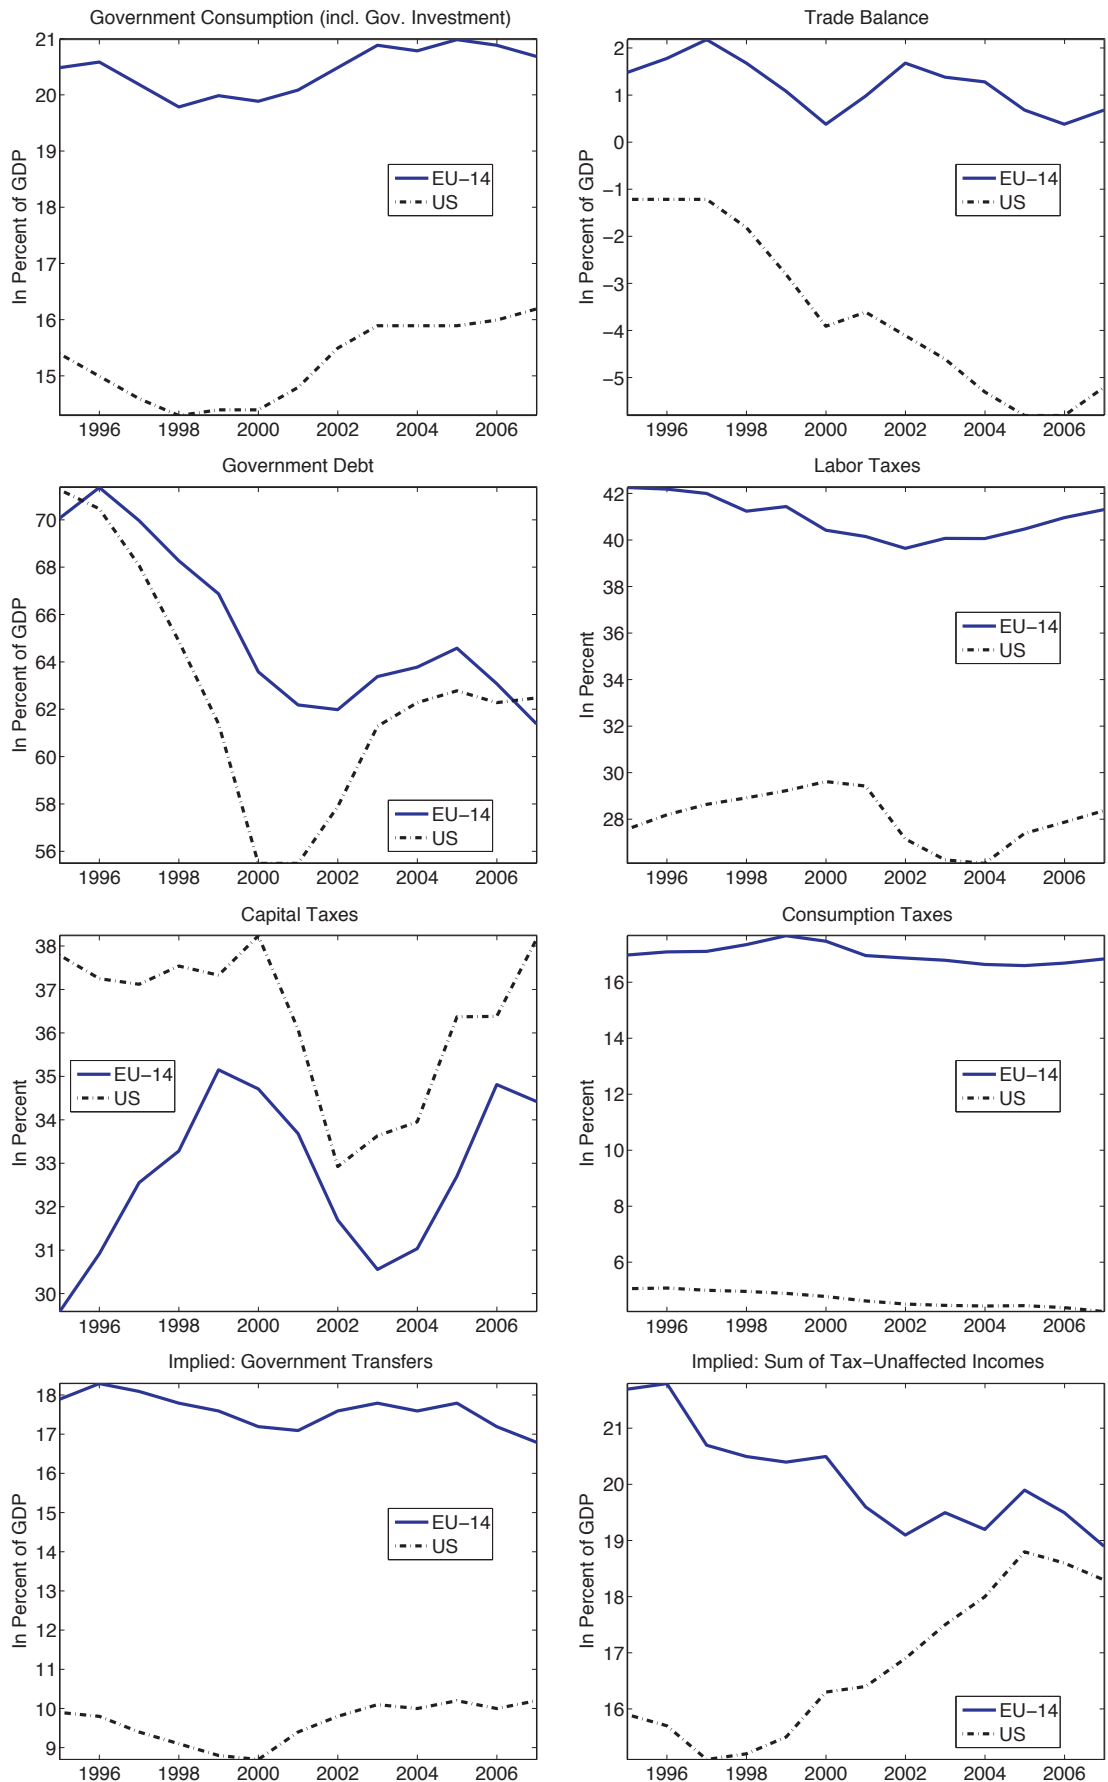 Government Consumption (incl. Gov. Investment)
In Percent of GDP
21
20
19
18
17
16
15
EU−14
US
1996 1998 2000 2002 2004 2006
Trade Balance
In Percent of GDP
2
1
0
−1
−2
−3
−4
−5
EU−14
US
1996 1998 2000 2002 2004 2006
Government Debt
In Percent of GDP
70
68
66
64
62
60
58
56
EU−14
US
1996 1998 2000 2002 2004 2006
Labor Taxes
In Percent
42
40
38
36
34
32
30
28
EU−14
US
1996 1998 2000 2002 2004 2006
Capital Taxes
In Percent
38
37
36
35
34
33
32
31
30
EU−14
US
1996 1998 2000 2002 2004 2006
Consumption Taxes
In Percent
16
14
12
10
8
6
EU−14
US
1996 1998 2000 2002 2004 2006
Implied: Government Transfers
In Percent of GDP
18
17
16
15
14
13
12
11
10
9
EU−14
US
1996 1998 2000 2002 2004 2006
Implied: Sum of Tax−Unaffected Incomes
In Percent of GDP
21
20
19
18
17
16
EU−14
US
1996 1998 2000 2002 2004 2006